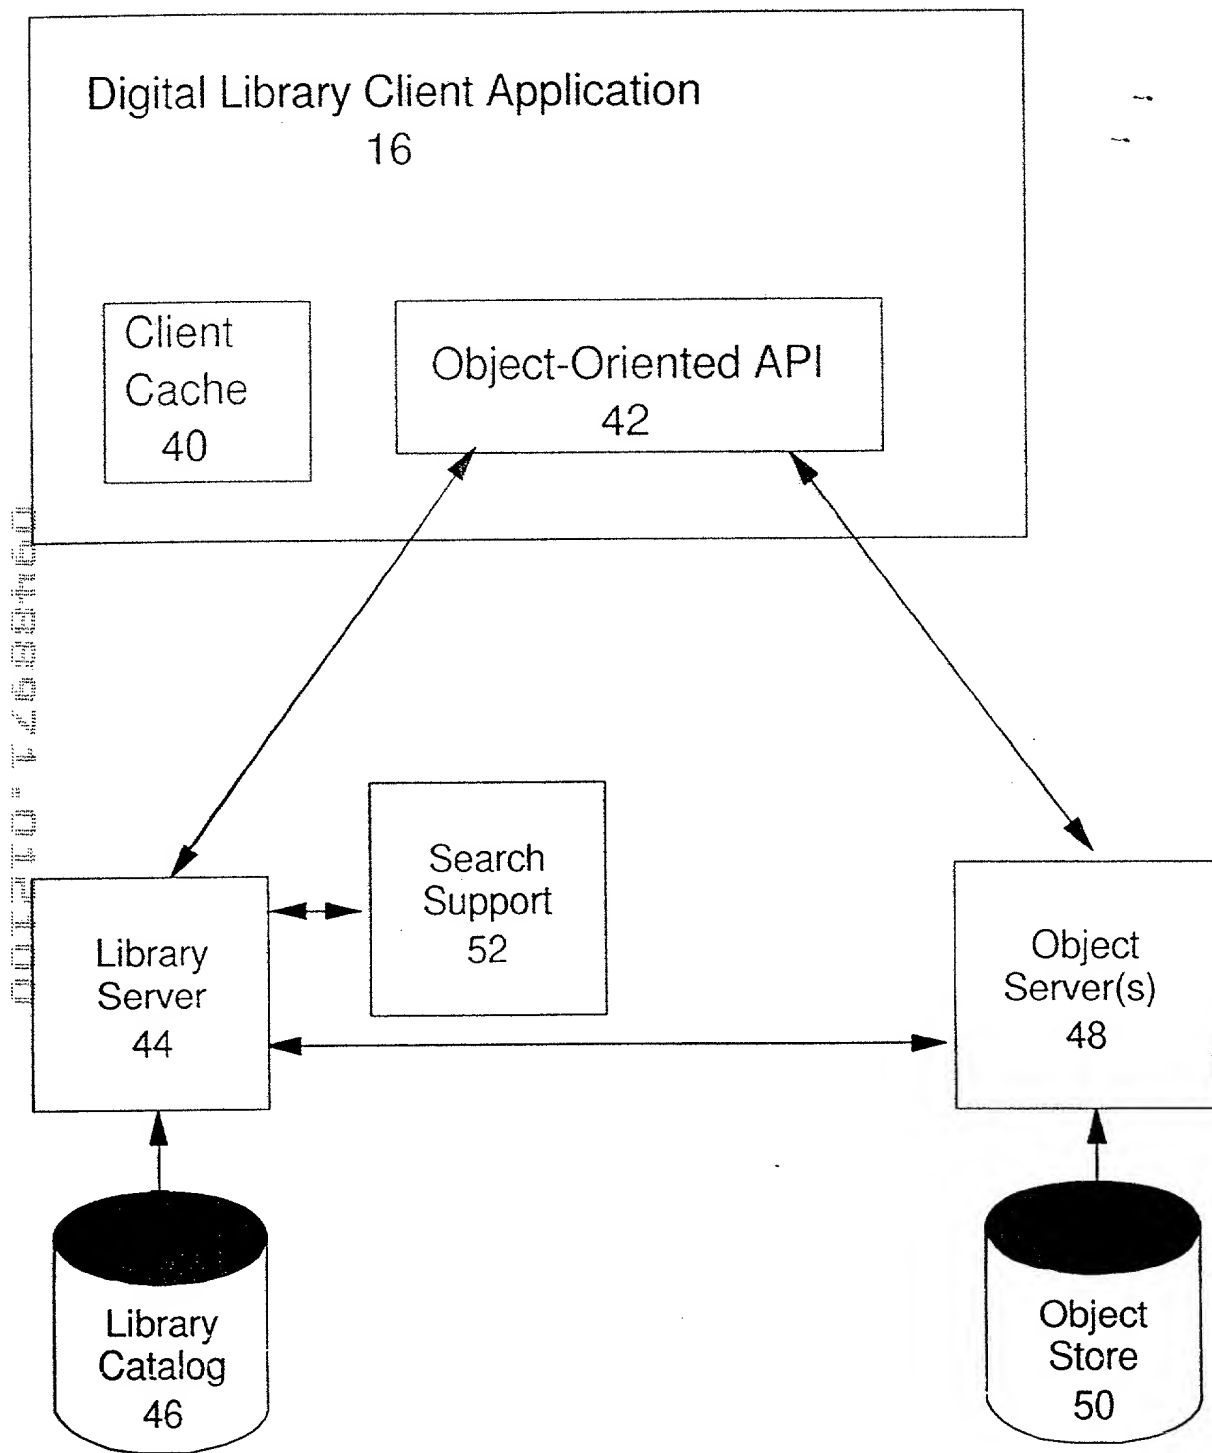 Digital Library Client Application
16
Client
Cache
40
Object-Oriented API
42
Search
Support
52
Library
Server
44
Object
Server(s)
48
Library
Catalog
46
Object
Store
50